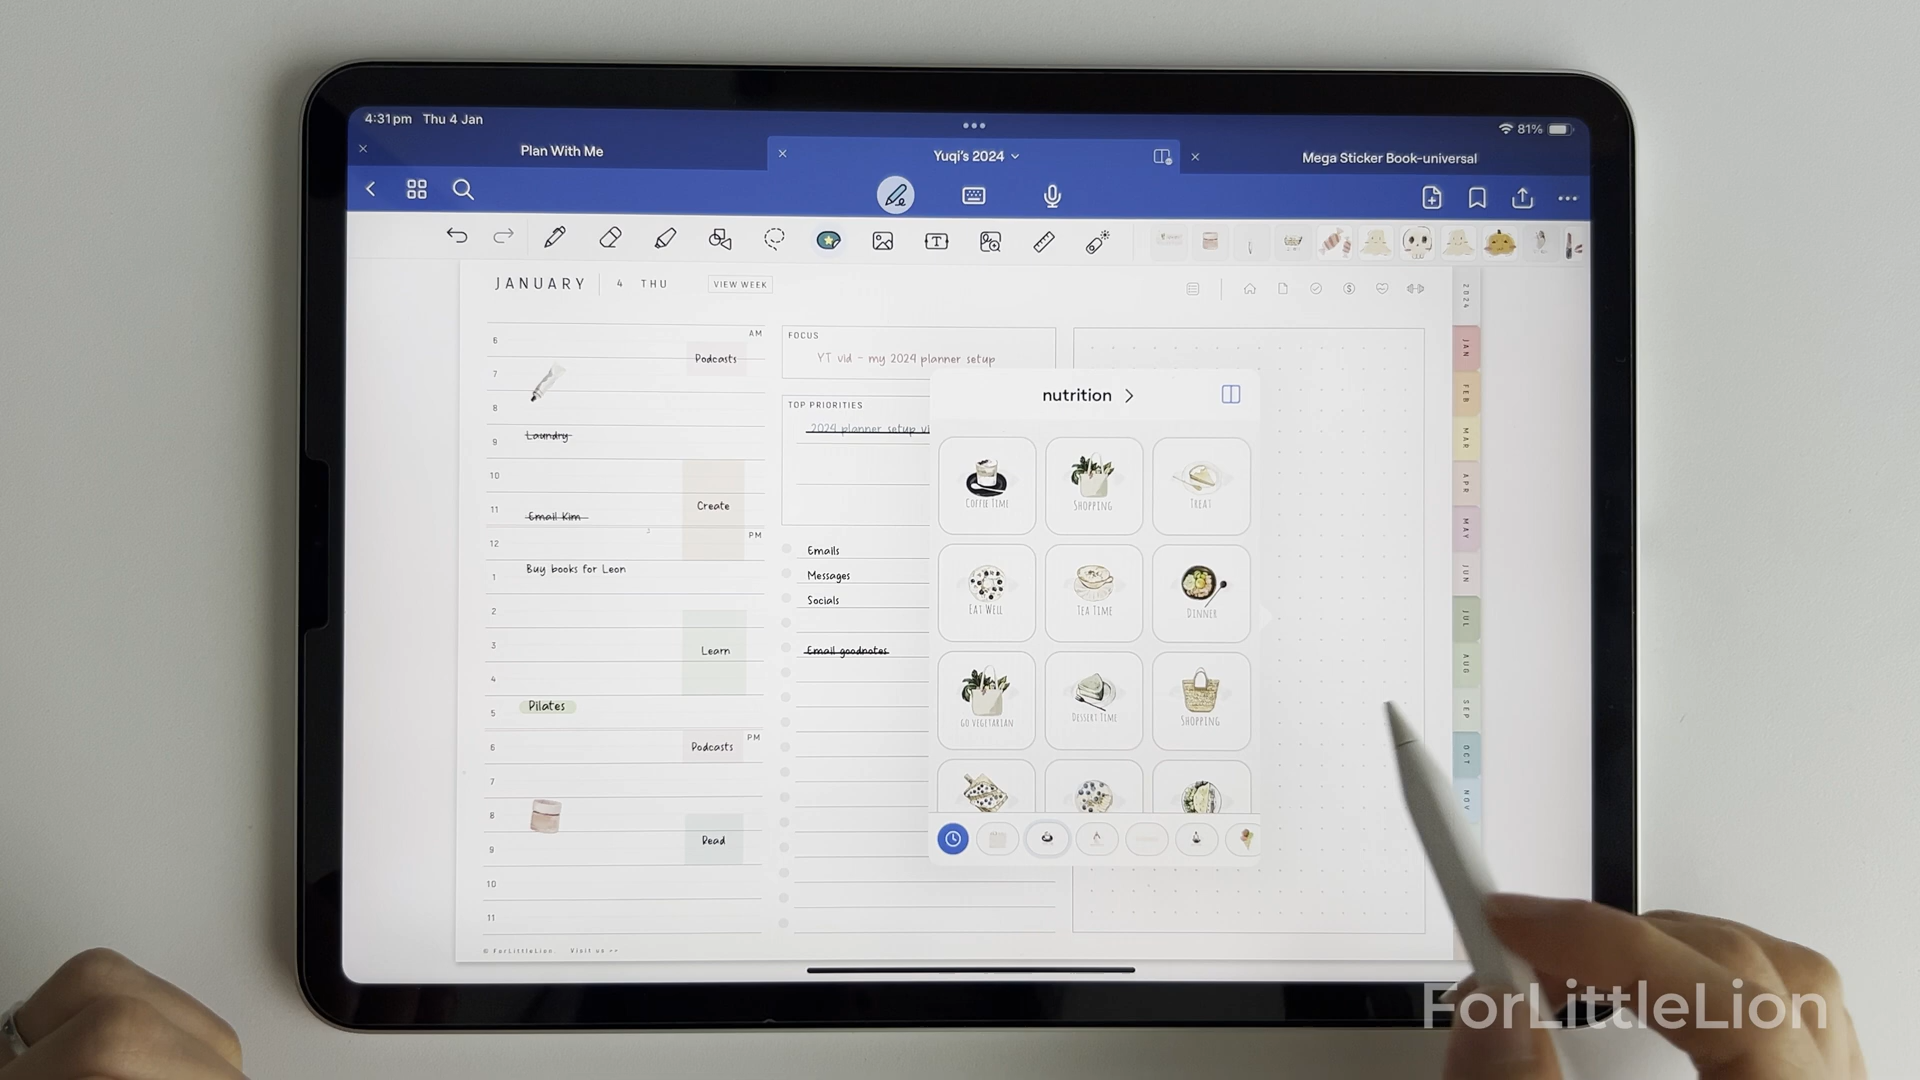 4:31pm Thu 4 Jan
81%
Plan With Me
Yuqi's 2024
Mega Sticker Book-universal
JANUARY 4 THU VIEW WEEK
2024
JAN
FEB
MAR
APR
MAY
JUN
JUL
AUG
SEP
OCT
NOV
AM
6
Podcasts
7
8
9
Laundry
10
Create
11
Email Kim
PM
12
1
Buy books for Leon
2
3
Learn
4
5
Pilates
PM
6
Podcasts
7
8
Read
9
10
11
© ForLittleLion. Visit us >>
FOCUS
YT vid - my 2024 planner setup
TOP PRIORITIES
2024 planner setup vi
Emails
Messages
Socials
Email goodnotes
nutrition
COFFEE TIME
SHOPPING
TREAT
EAT WELL
TEA TIME
DINNER
GO VEGETARIAN
DESSERT TIME
SHOPPING
ForLittleLion